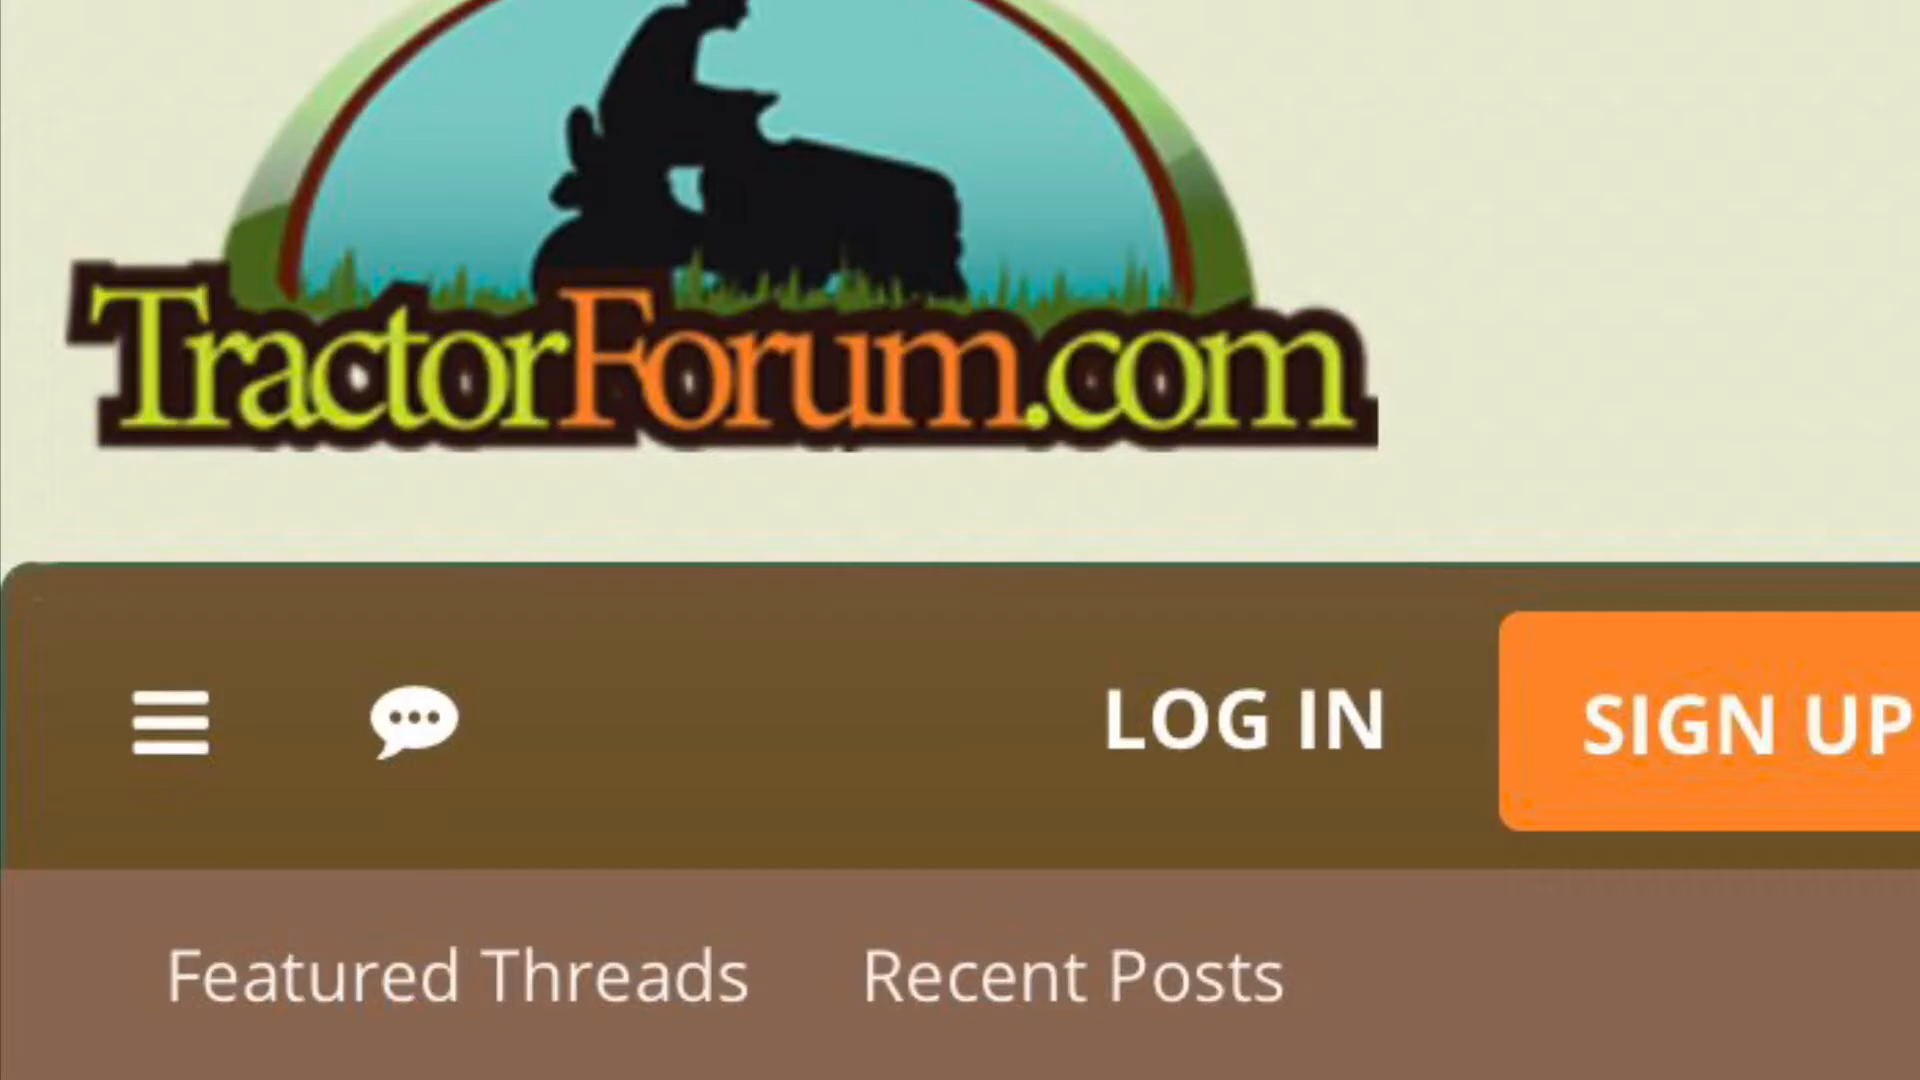 TractorForum.com
LOG IN
SIGN UP
Featured Threads
Recent Posts